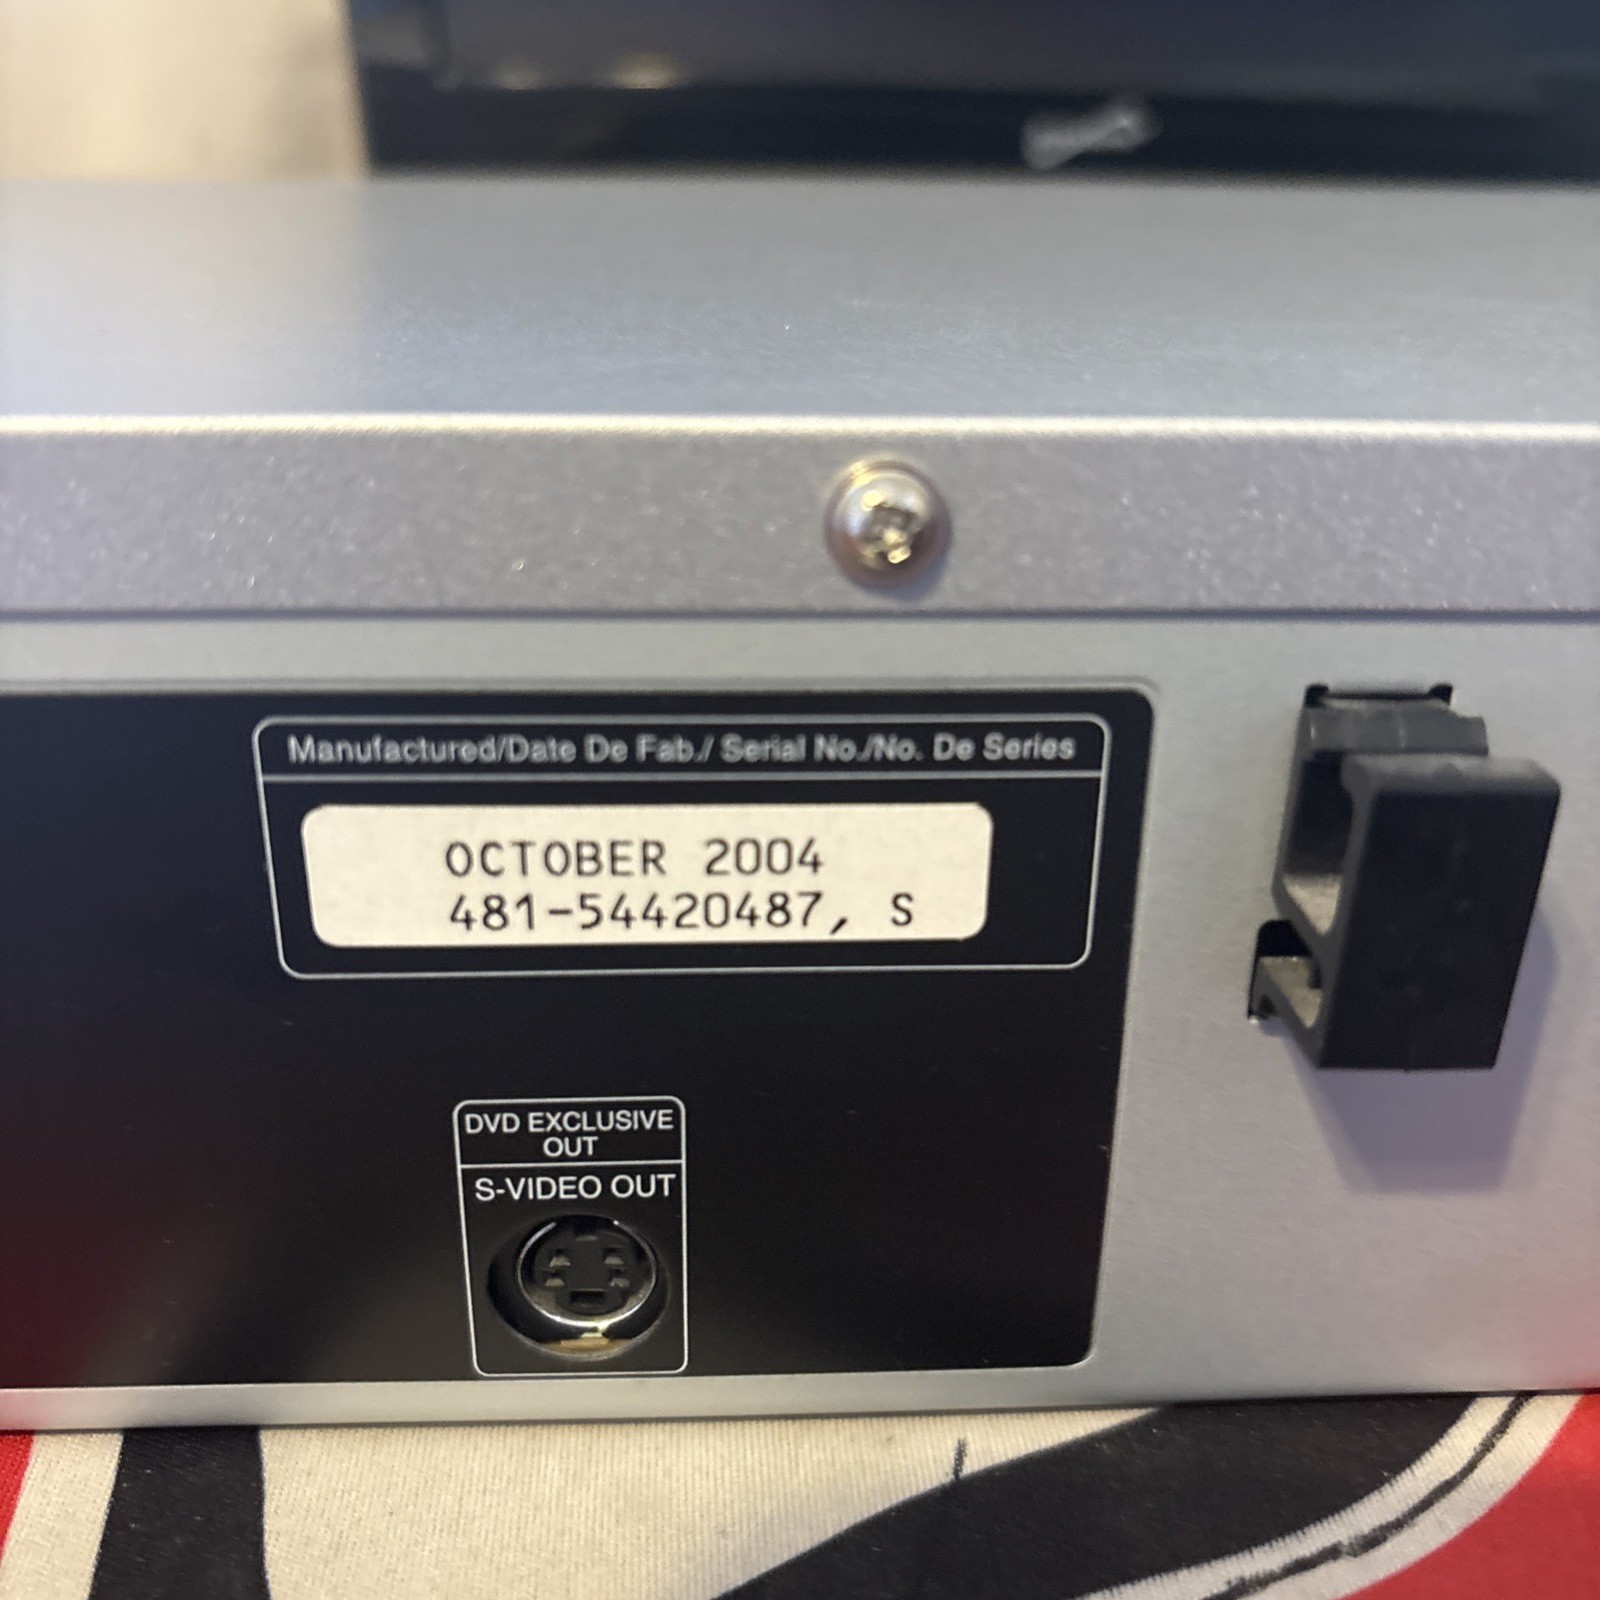 Manufactured/Date De Fab./ Serial No./No. De Series
OCTOBER 2004
481-54420487, S
DVD EXCLUSIVE
OUT
S-VIDEO OUT